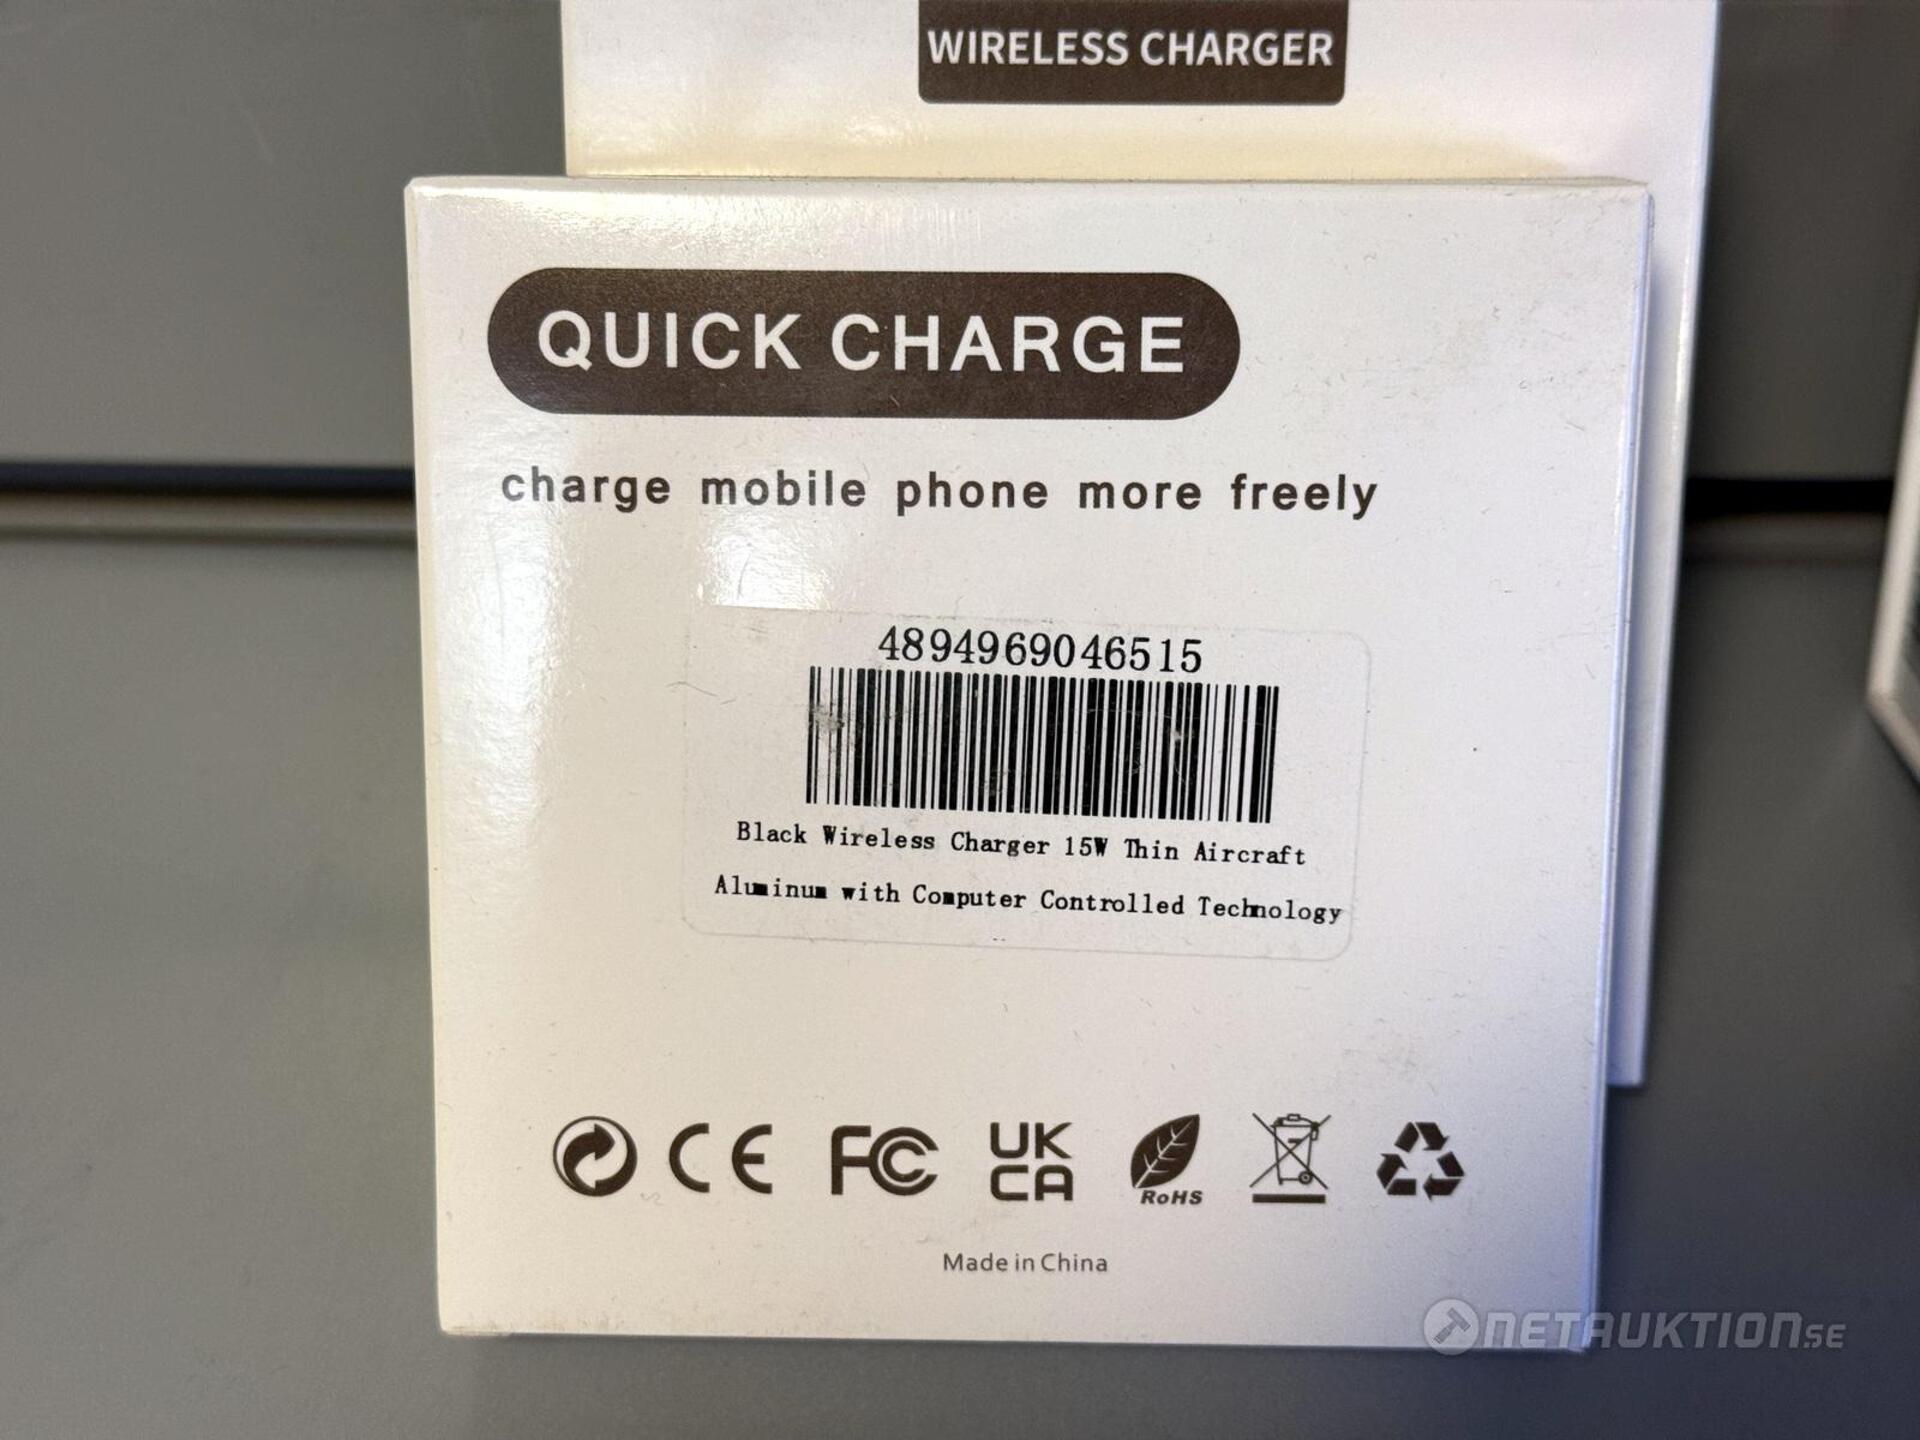 WIRELESS CHARGER
QUICK CHARGE
charge mobile phone more freely
4894969046515
Black Wireless Charger 15W Thin Aircraft
Aluminum with Computer Controlled Technology
CE FC UK
CA
RoHS
Made in China
NETAUKTION.SE